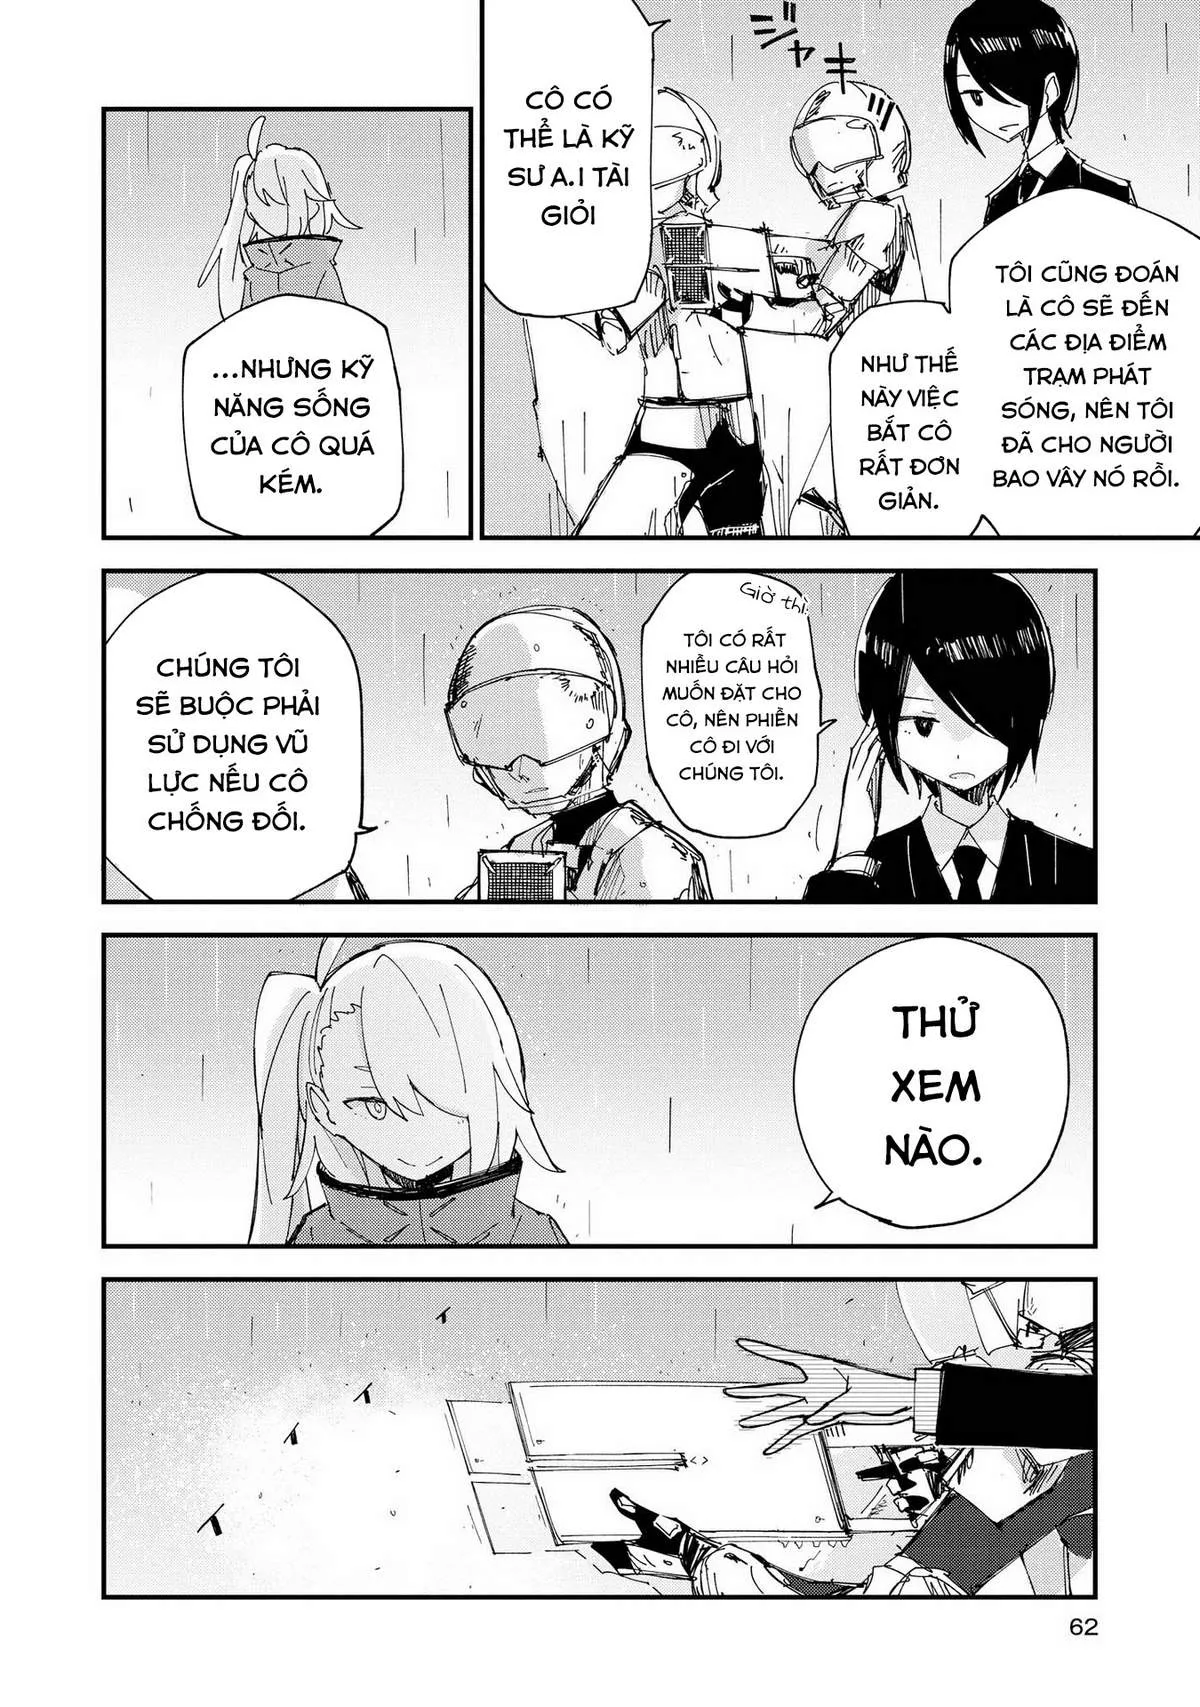 ジャキ
TÔI CŨNG ĐOÁN
LÀ CÔ SẼ ĐẾN
CÁC ĐỊA ĐIỂM
TRẠM PHÁT
SÓNG, NÊN TÔI
ĐÃ CHO NGƯỜI
BAO VÂY NÓ RỒI.
NHƯ THẾ
NÀY VIỆC
BẮT CÔ
RẤT ĐƠN
GIẢN.
CÔ CÓ
THỂ LÀ KỸ
SƯ A.I TÀI
GIỎI
...NHƯNG KỸ
NĂNG SỐNG
CỦA CÔ QUÁ
KÉM.
Giờ thì
TÔI CÓ RẤT
NHIỀU CÂU HỎI
MUỐN ĐẶT CHO
CÔ, NÊN PHIỀN
CÔ ĐI VỚI
CHÚNG TÔI.
CHÚNG TÔI
SẼ BUỘC PHẢI
SỬ DỤNG VŨ
LỰC NẾU CÔ
CHỐNG ĐỐI.
THỬ
XEM
NÀO.
62